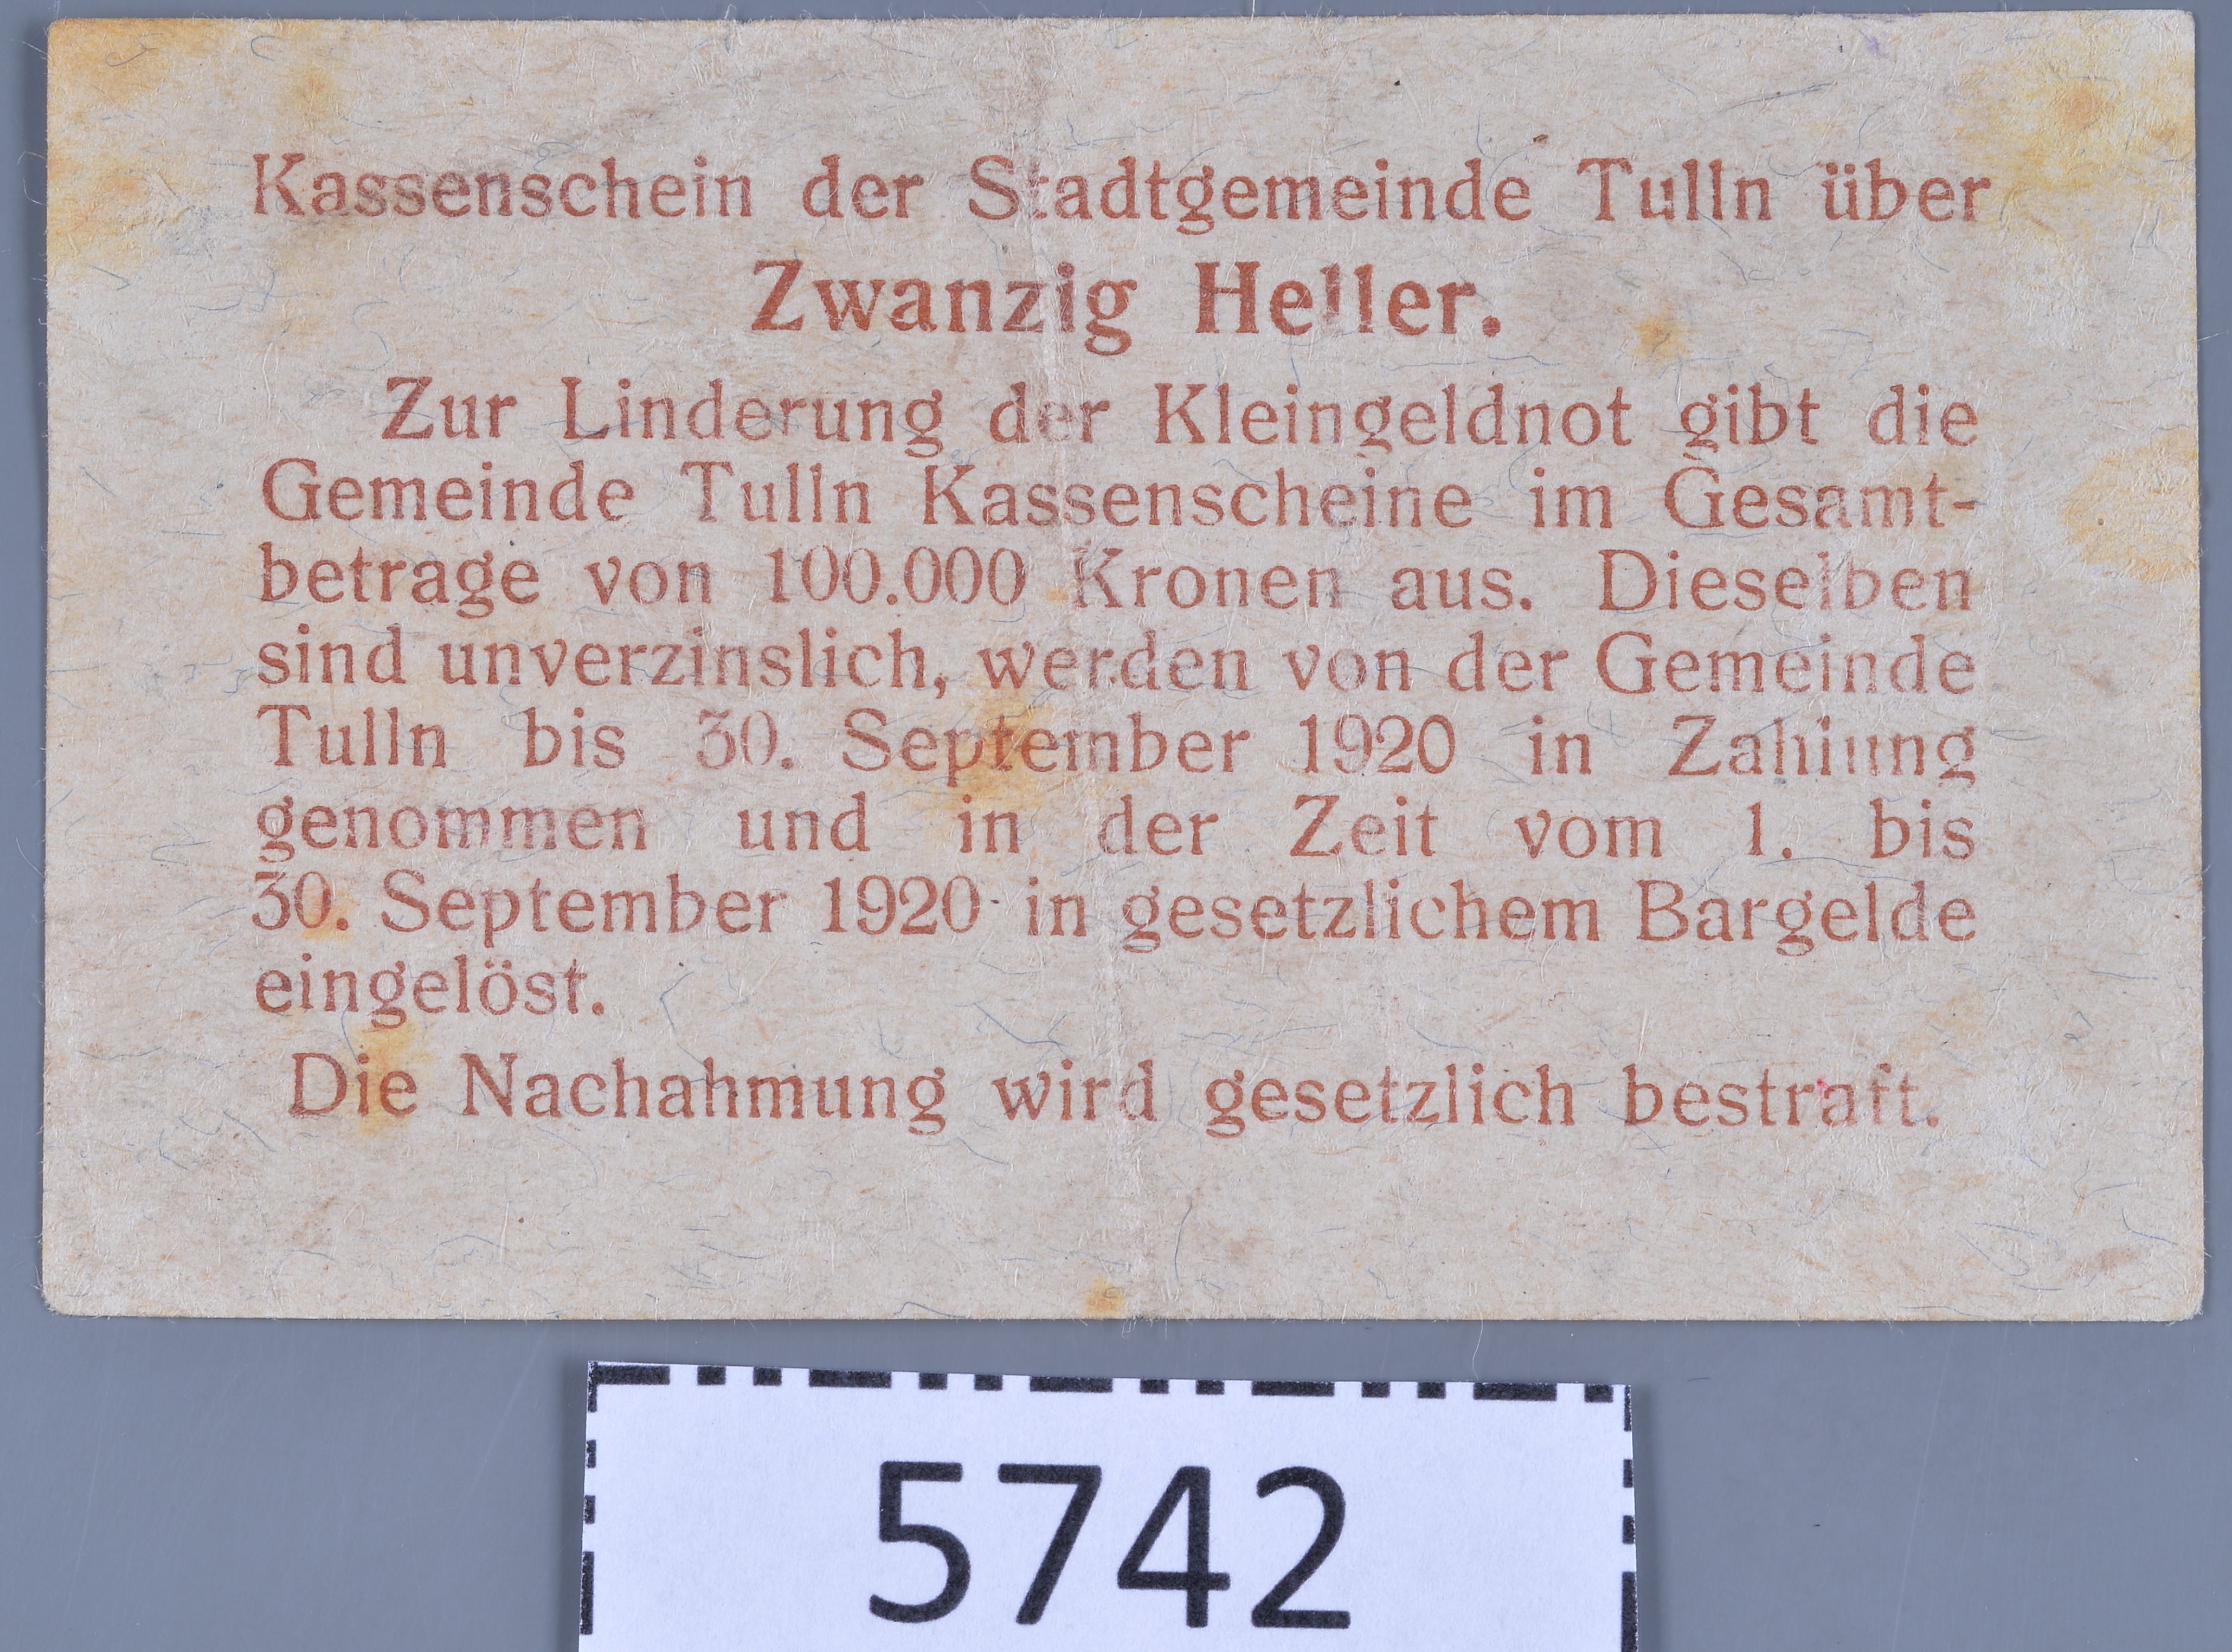 Kassenschein der Stadtgemeinde Tulln über
Zwanzig Heller.
Zur Linderung der Kleingeldnot gibt die
Gemeinde Tulln Kassenscheine im Gesamt-
betrage von 100.000 Kronen aus. Dieselben
sind unverzinslich, werden von der Gemeinde
Tulln bis 30. September 1920 in Zahlung
genommen und in der Zeit vom 1. bis
30. September 1920 in gesetzlichem Bargelde
eingelöst.
Die Nachahmung wird gesetzlich bestraft.
5742